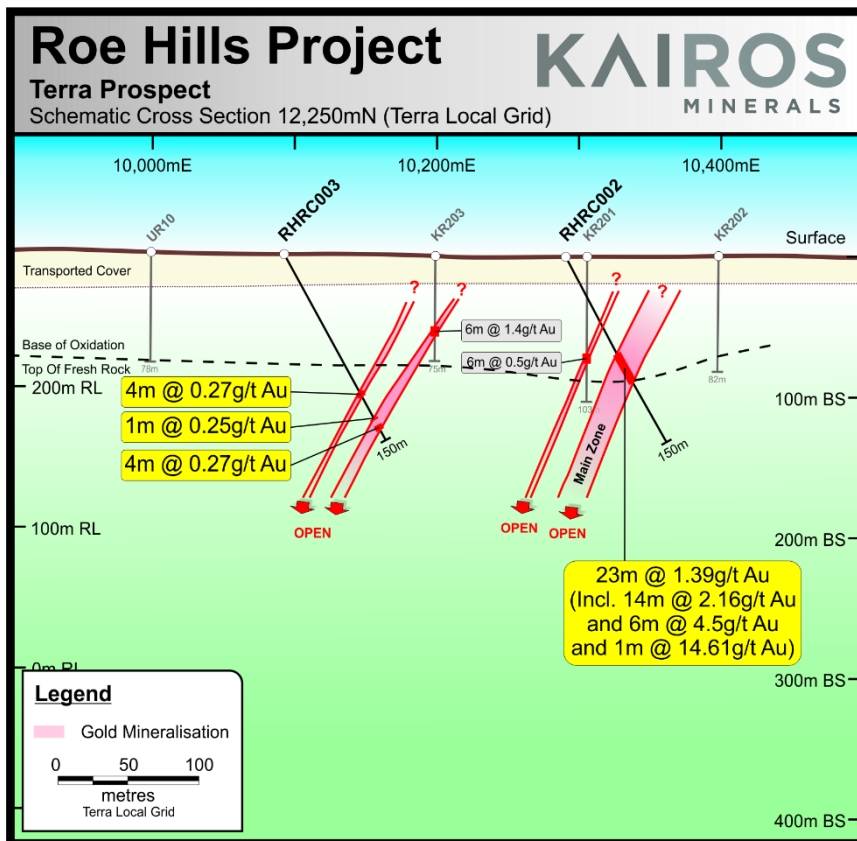 Roe Hills Project
Terra Prospect
Schematic Cross Section 12,250mN (Terra Local Grid)
KAIROS
MINERALS
10,000mE
10,200mE
10,400mE
UR10
RHRC003
KR203
RHRC002
KR201
KR202
Surface
Transported Cover
?
?
?
?
6m @ 1.4g/t Au
6m @ 0.5g/t Au
Base of Oxidation
Top Of Fresh Rock
78m
75m
82m
200m RL
100m BS
4m @ 0.27g/t Au
1m @ 0.25g/t Au
4m @ 0.27g/t Au
150m
150m
Main Zone
OPEN
OPEN
OPEN
100m RL
200m BS
23m @ 1.39g/t Au
(Incl. 14m @ 2.16g/t Au
and 6m @ 4.5g/t Au
and 1m @ 14.61g/t Au)
0m RL
300m BS
Legend
Gold Mineralisation
0 50 100
metres
Terra Local Grid
400m BS